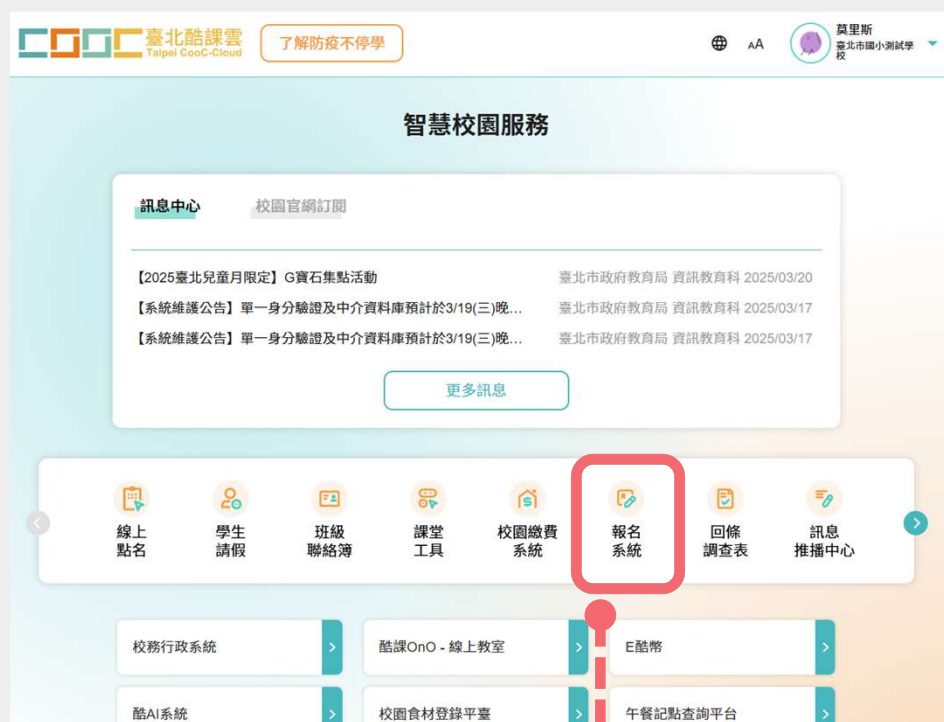 臺北酷課雲
Taipei CooC-Cloud
了解防疫不停學
AA
莫里斯
臺北市國小測試學
校
智慧校園服務
訊息中心
校園官網訂閱
【2025臺北兒童月限定】G寶石集點活動
臺北市政府教育局 資訊教育科 2025/03/20
【系統維護公告】單一身分驗證及中介資料庫預計於3/19(三)晚...
臺北市政府教育局 資訊教育科 2025/03/17
【系統維護公告】單一身分驗證及中介資料庫預計於3/19(三)晚...
臺北市政府教育局 資訊教育科 2025/03/17
更多訊息
線上
點名
學生
請假
班級
聯絡簿
課堂
工具
校園繳費
系統
報名
系統
回條
調查表
訊息
推播中心
校務行政系統
酷課OnO - 線上教室
E酷幣
酷AI系統
校園食材登錄平臺
午餐記點查詢平台